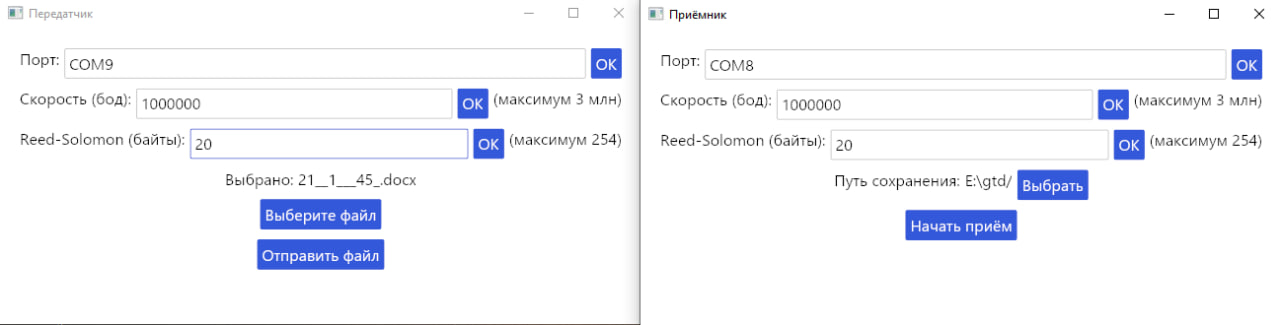 Передатчик
Порт: COM9 OK
Скорость (бод): 1000000 OK (максимум 3 млн)
Reed-Solomon (байты): 20 OK (максимум 254)
Выбрано: 21__1___45_.docx
Выберите файл
Отправить файл
Приёмник
Порт: COM8 OK
Скорость (бод): 1000000 OK (максимум 3 млн)
Reed-Solomon (байты): 20 OK (максимум 254)
Путь сохранения: E:\gtd/ Выбрать
Начать приём